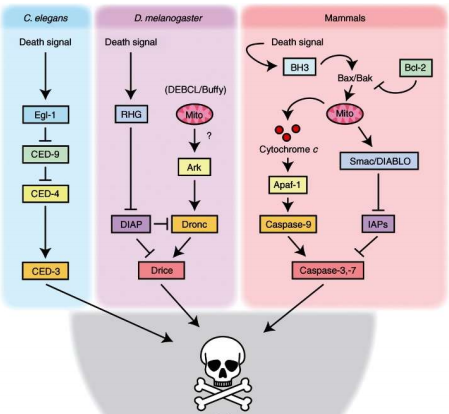 C. elegans
Death signal
Egl-1
CED-9
CED-4
CED-3
D. melanogaster
Death signal
(DEBCL/Buffy)
RHG
Mito
?
Ark
DIAP
Dronc
Drice
Mammals
Death signal
BH3
Bax/Bak
Bcl-2
Mito
Cytochrome c
Smac/DIABLO
Apaf-1
Caspase-9
IAPs
Caspase-3,-7